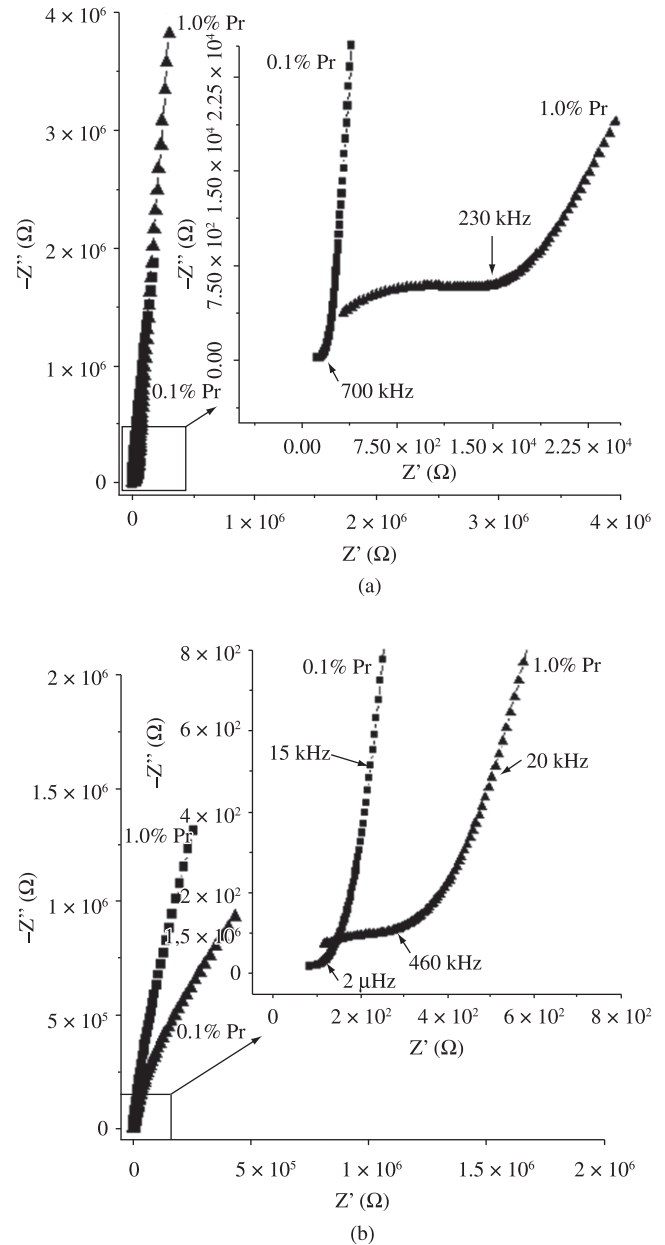 4 × 10⁶
1.0% Pr
0.1% Pr
1.0% Pr
2.25 × 10⁴
3 × 10⁶
1.50 × 10⁴
230 kHz
–Z” (Ω)
–Z” (Ω)
2 × 10⁶
7.50 × 10²
1 × 10⁶
0.1% Pr
0.00
700 kHz
0.00
7.50 × 10²
1.50 × 10⁴
2.25 × 10⁴
Z’ (Ω)
0
0
1 × 10⁶
2 × 10⁶
3 × 10⁶
4 × 10⁶
Z’ (Ω)
(a)
8 × 10²
2 × 10⁶
0.1% Pr
1.0% Pr
–Z” (Ω)
6 × 10²
15 kHz
20 kHz
1.5 × 10⁶
4 × 10²
1.0% Pr
–Z” (Ω)
1 × 10⁶
2 × 10²
1,5 × 10⁶
460 kHz
0
2 µHz
5 × 10⁵
0.1% Pr
0
2 × 10²
4 × 10²
6 × 10²
8 × 10²
Z’ (Ω)
0
0
5 × 10⁵
1 × 10⁶
1.5 × 10⁶
2 × 10⁶
Z’ (Ω)
(b)